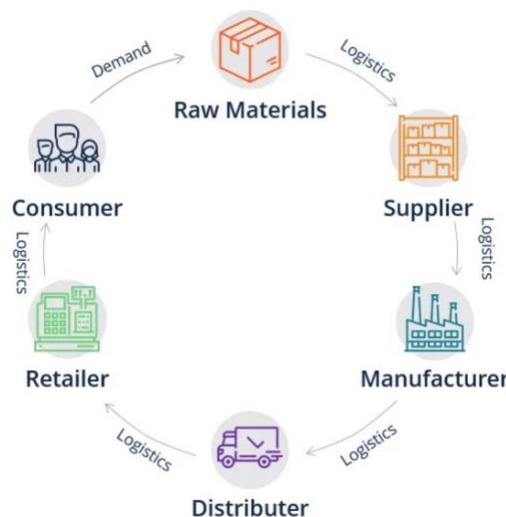 Demand
Logistics
Raw Materials
Consumer
Supplier
Logistics
Logistics
Retailer
Manufacturer
Logistics
Logistics
Distributer